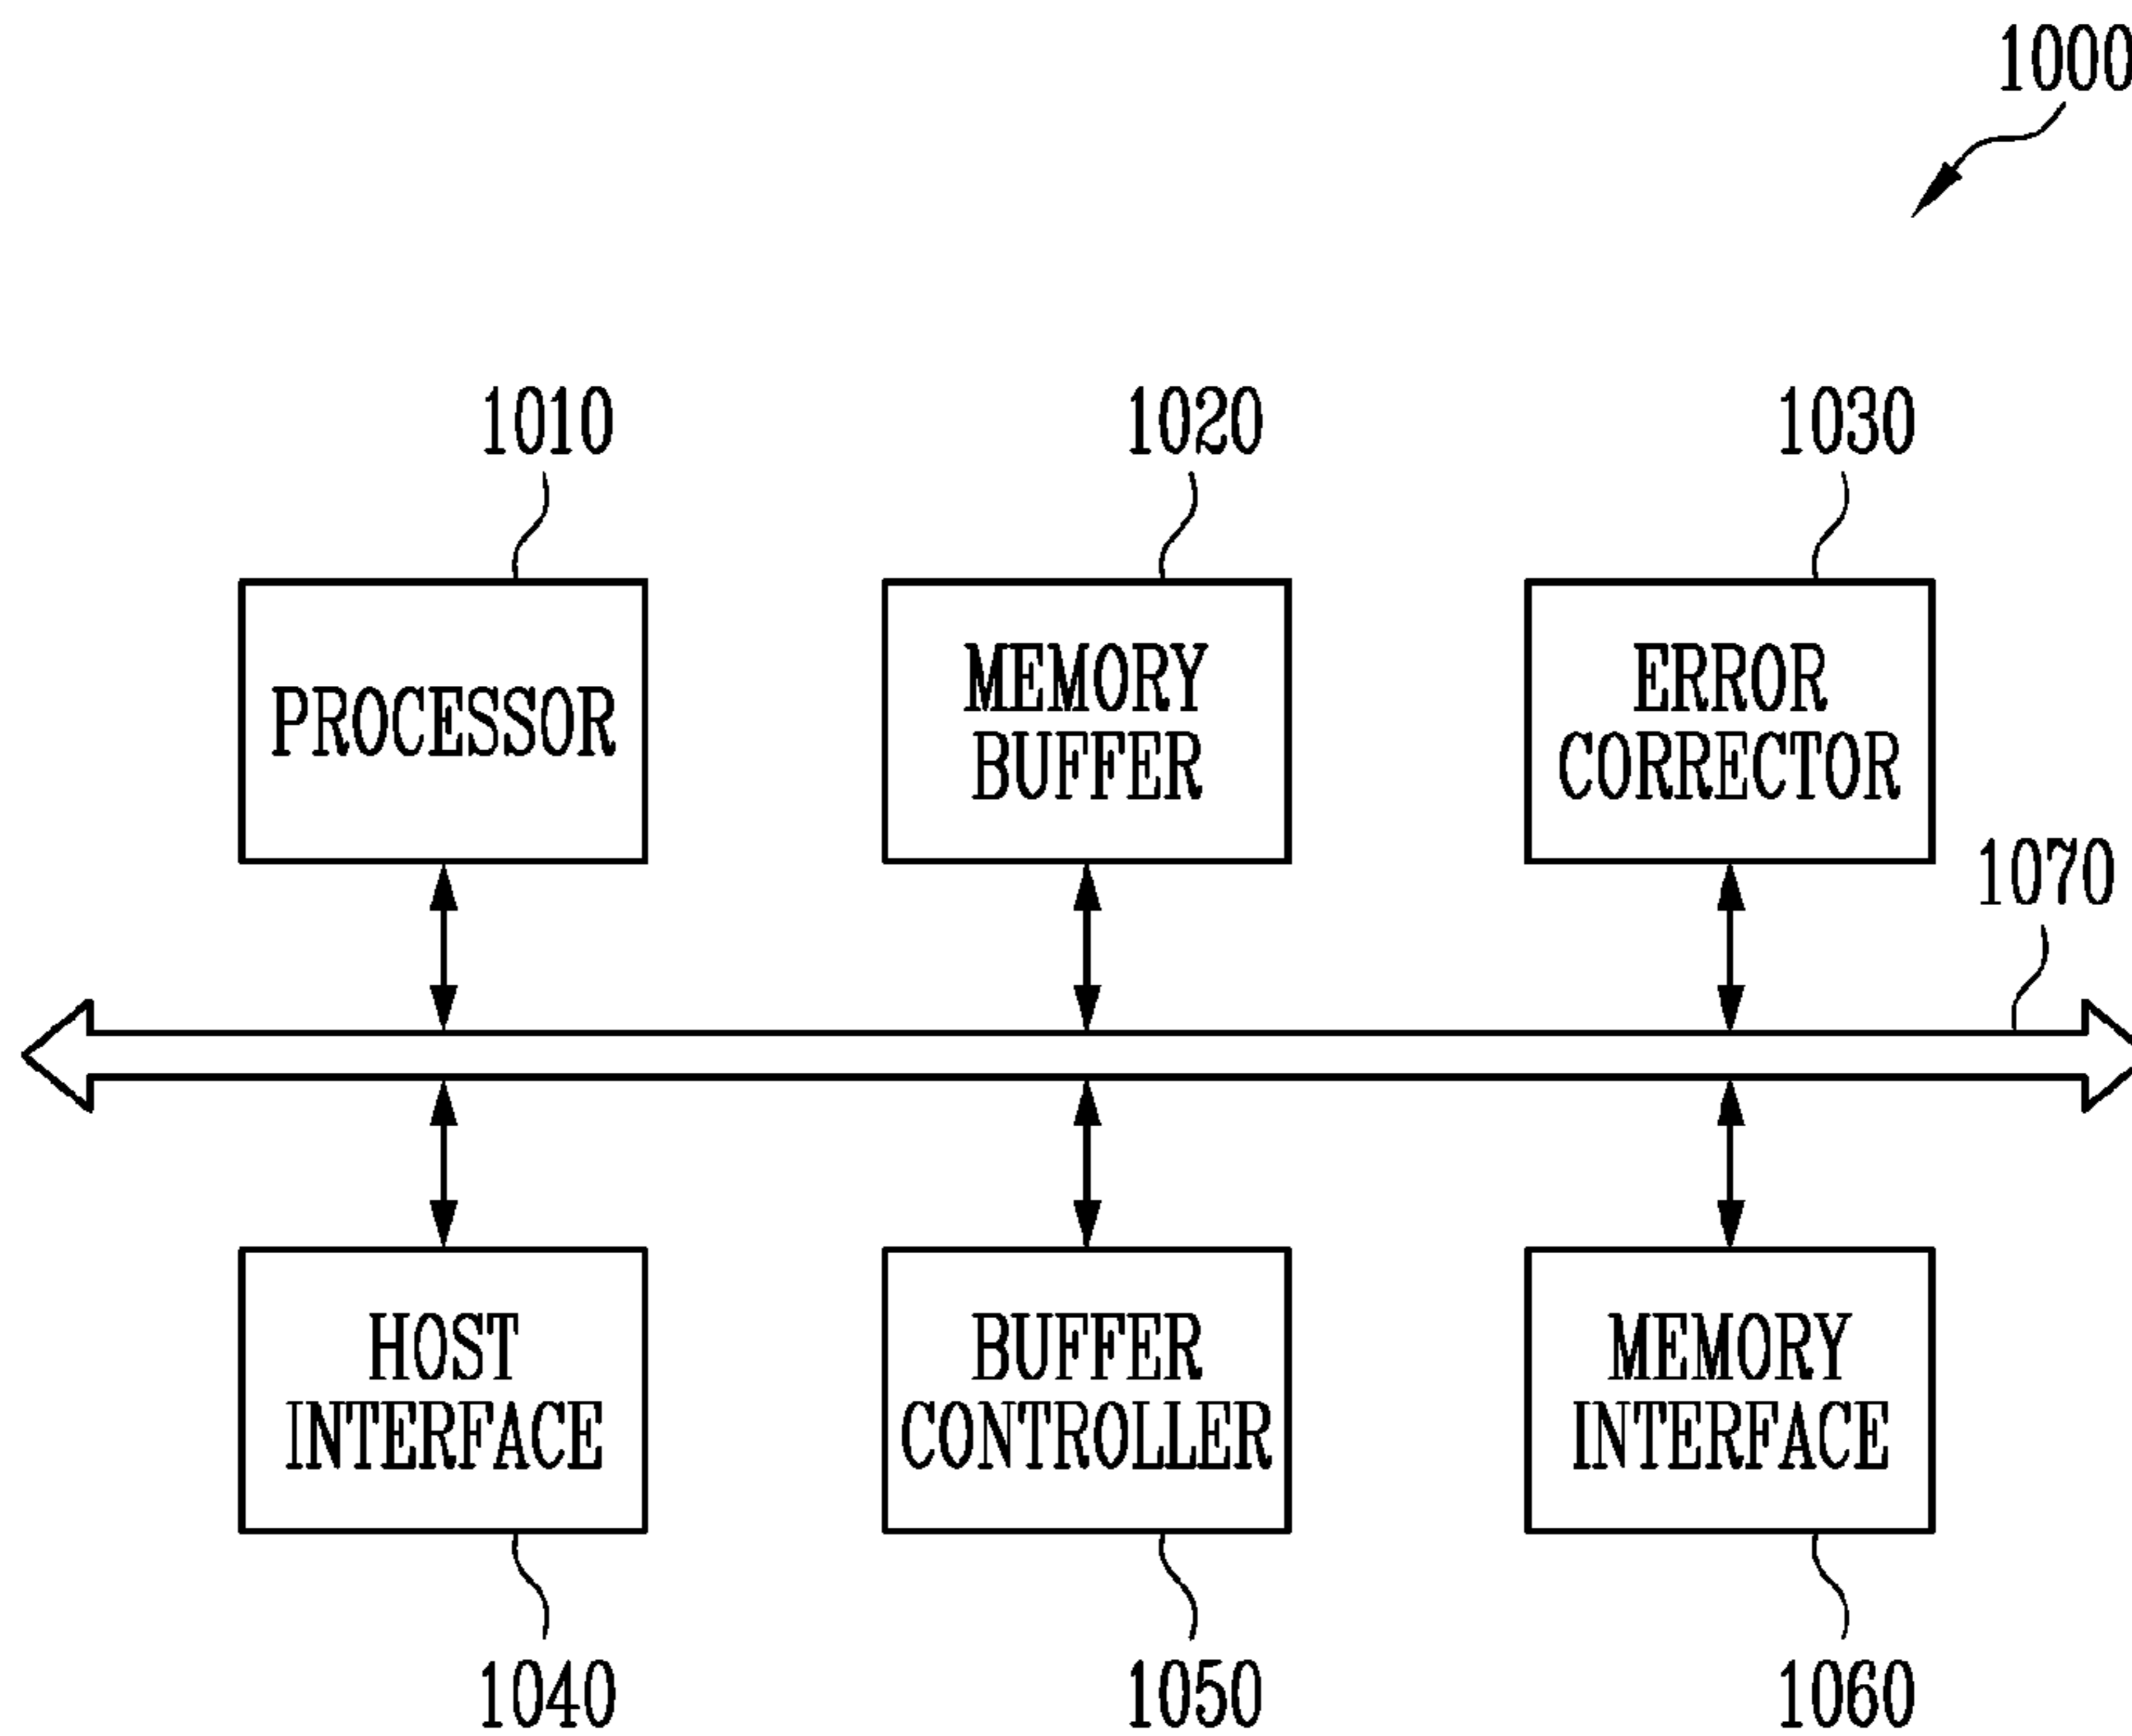 1000
1010
1020
1030
PROCESSOR
MEMORY
BUFFER
ERROR
CORRECTOR
1070
HOST
INTERFACE
BUFFER
CONTROLLER
MEMORY
INTERFACE
1040
1050
1060